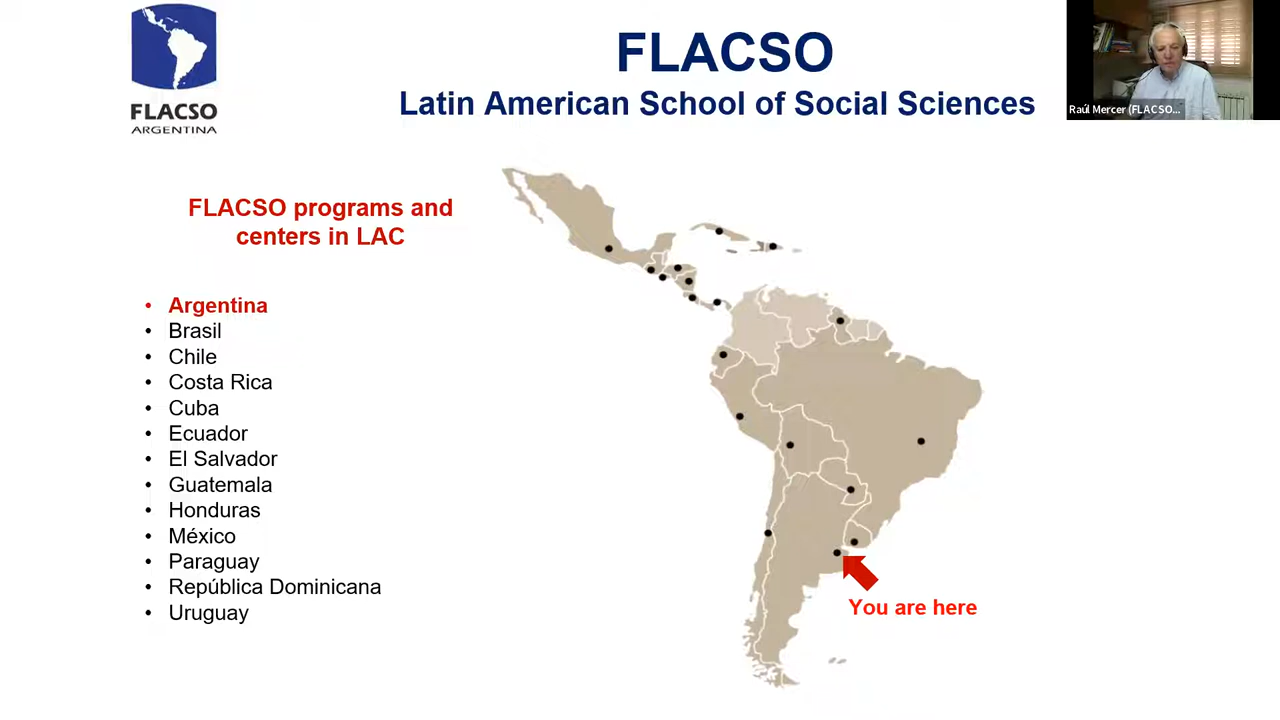 FLACSO
ARGENTINA
FLACSO
Latin American School of Social Sciences
Raúl Mercer (FLACSO...
FLACSO programs and
centers in LAC
• Argentina
• Brasil
• Chile
• Costa Rica
• Cuba
• Ecuador
• El Salvador
• Guatemala
• Honduras
• México
• Paraguay
• República Dominicana
• Uruguay
You are here